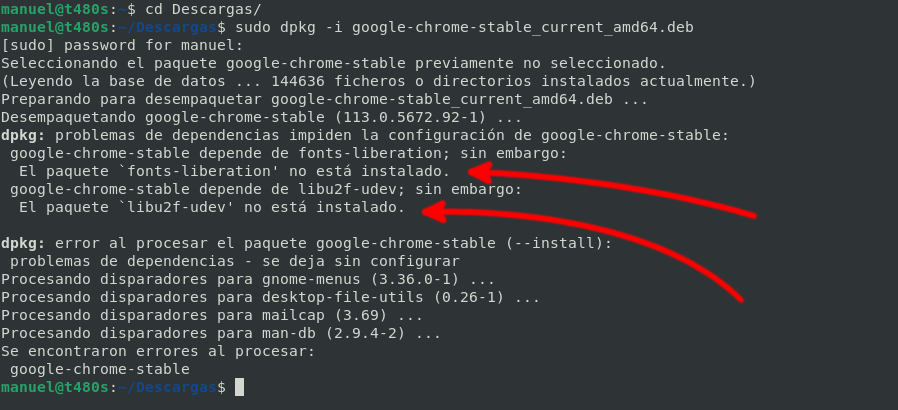 manuel@t480s:~$ cd Descargas/
manuel@t480s:~/Descargas$ sudo dpkg -i google-chrome-stable_current_amd64.deb
[sudo] password for manuel:
Seleccionando el paquete google-chrome-stable previamente no seleccionado.
(Leyendo la base de datos ... 144636 ficheros o directorios instalados actualmente.)
Preparando para desempaquetar google-chrome-stable_current_amd64.deb ...
Desempaquetando google-chrome-stable (113.0.5672.92-1) ...
dpkg: problemas de dependencias impiden la configuración de google-chrome-stable:
 google-chrome-stable depende de fonts-liberation; sin embargo:
  El paquete `fonts-liberation' no está instalado.
 google-chrome-stable depende de libu2f-udev; sin embargo:
  El paquete `libu2f-udev' no está instalado.

dpkg: error al procesar el paquete google-chrome-stable (--install):
 problemas de dependencias - se deja sin configurar
Procesando disparadores para gnome-menus (3.36.0-1) ...
Procesando disparadores para desktop-file-utils (0.26-1) ...
Procesando disparadores para mailcap (3.69) ...
Procesando disparadores para man-db (2.9.4-2) ...
Se encontraron errores al procesar:
 google-chrome-stable
manuel@t480s:~/Descargas$